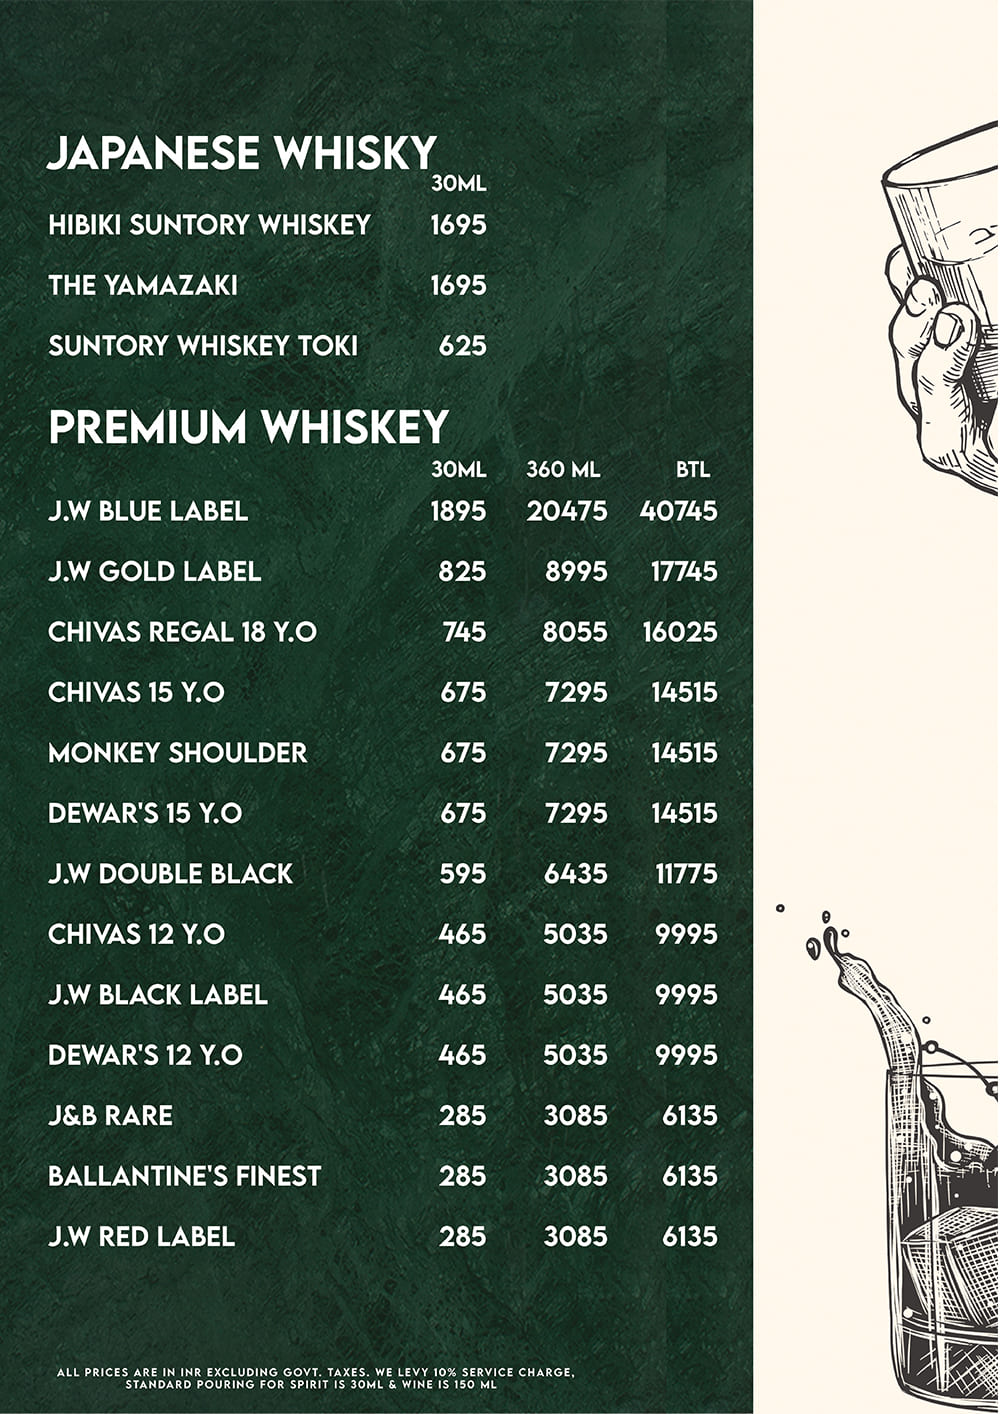 JAPANESE WHISKY
30ML
HIBIKI SUNTORY WHISKEY 1695
THE YAMAZAKI 1695
SUNTORY WHISKEY TOKI 625
PREMIUM WHISKEY
30ML 360 ML BTL
J.W BLUE LABEL 1895 20475 40745
J.W GOLD LABEL 825 8995 17745
CHIVAS REGAL 18 Y.O 745 8055 16025
CHIVAS 15 Y.O 675 7295 14515
MONKEY SHOULDER 675 7295 14515
DEWAR'S 15 Y.O 675 7295 14515
J.W DOUBLE BLACK 595 6435 11775
CHIVAS 12 Y.O 465 5035 9995
J.W BLACK LABEL 465 5035 9995
DEWAR'S 12 Y.O 465 5035 9995
J&B RARE 285 3085 6135
BALLANTINE'S FINEST 285 3085 6135
J.W RED LABEL 285 3085 6135
ALL PRICES ARE IN INR EXCLUDING GOVT. TAXES. WE LEVY 10% SERVICE CHARGE,
STANDARD POURING FOR SPIRIT IS 30ML & WINE IS 150 ML